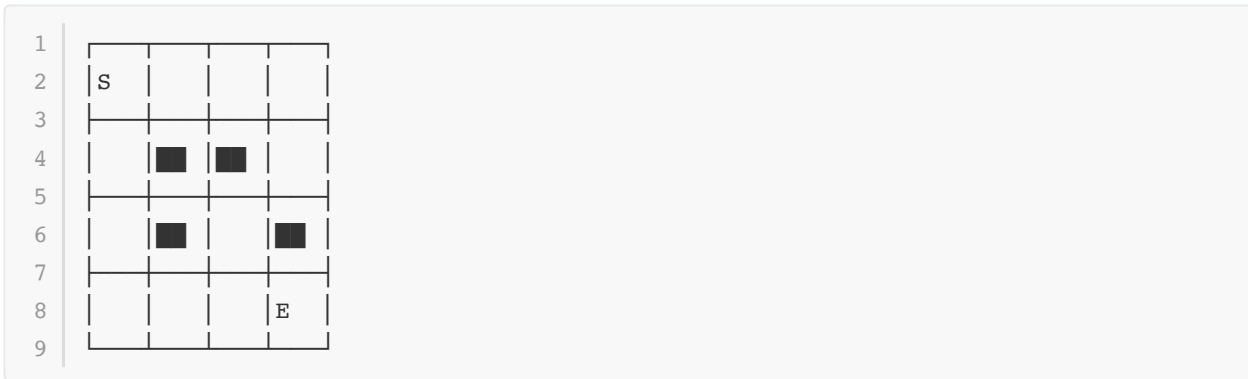 1 ┌──┬──┬──┬──┐
2 │S │  │  │  │
3 ├──┼──┼──┼──┤
4 │  │██│██│  │
5 ├──┼──┼──┼──┤
6 │  │██│  │██│
7 ├──┼──┼──┼──┤
8 │  │  │  │E │
9 └──┴──┴──┴──┘